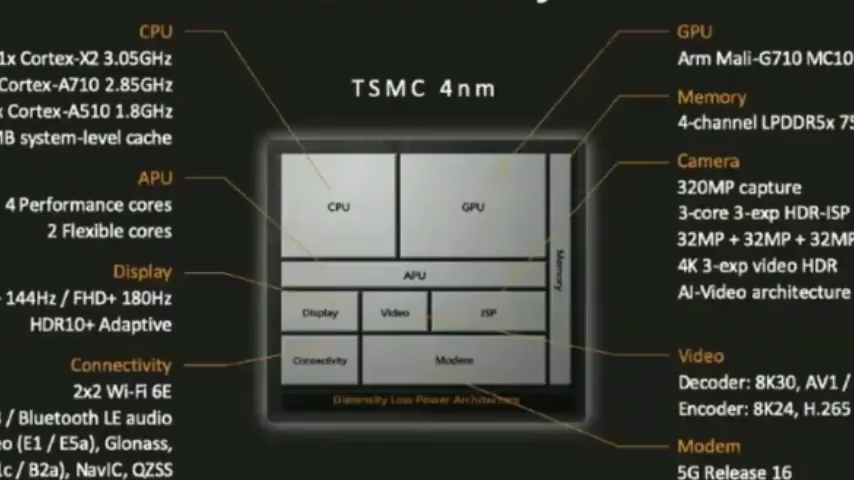 CPU
1x Cortex-X2 3.05GHz
Cortex-A710 2.85GHz
x Cortex-A510 1.8GHz
MB system-level cache
APU
4 Performance cores
2 Flexible cores
Display
144Hz / FHD+ 180Hz
HDR10+ Adaptive
Connectivity
2x2 Wi-Fi 6E
/ Bluetooth LE audio
eo (E1 / E5a), Glonass,
1c / B2a), NavIC, QZSS
TSMC 4nm
CPU
GPU
Memory
APU
Display
Video
ISP
Connectivity
Modem
Dimensity Low Power Architecture
GPU
Arm Mali-G710 MC10
Memory
4-channel LPDDR5x 75
Camera
320MP capture
3-core 3-exp HDR-ISP
32MP + 32MP + 32MP
4K 3-exp video HDR
AI-Video architecture
Video
Decoder: 8K30, AV1 /
Encoder: 8K24, H.265
Modem
5G Release 16